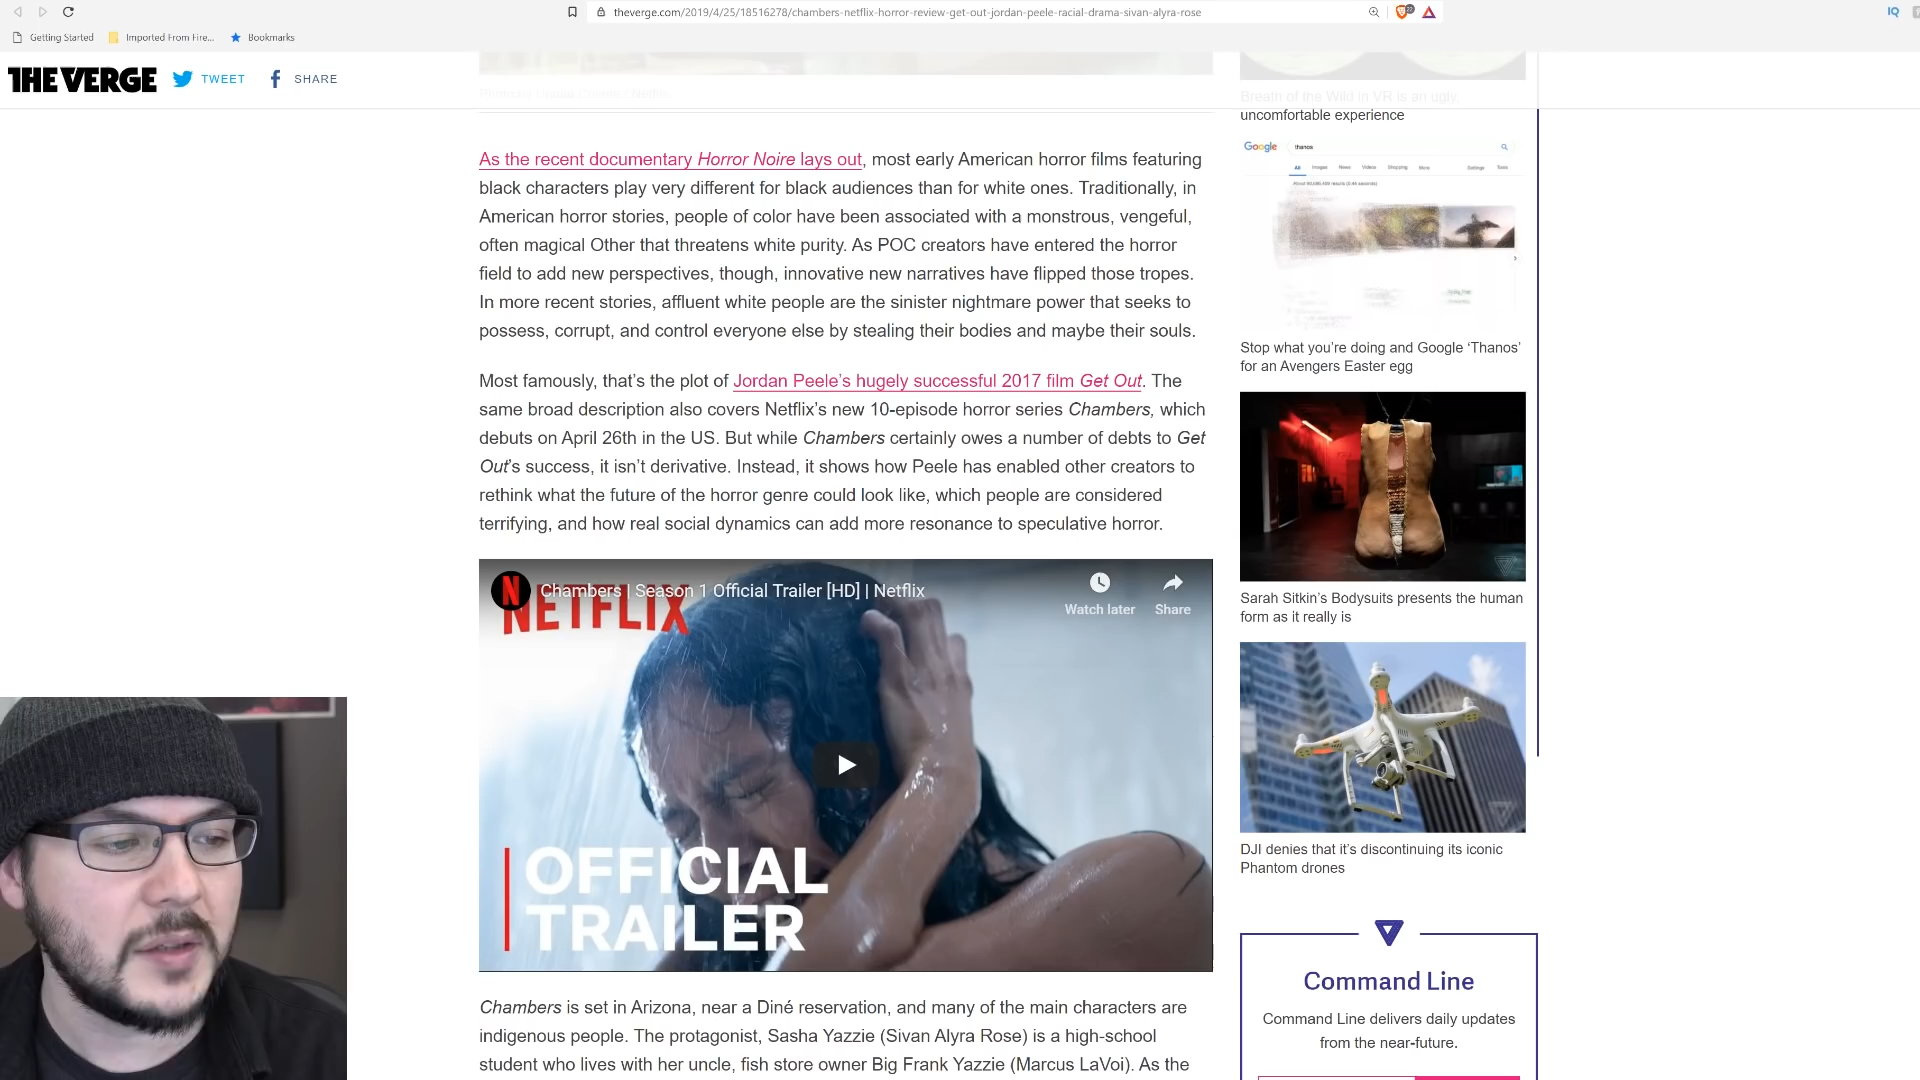 theverge.com/2019/4/25/18516278/chambers-netflix-horror-review-get-out-jordan-peele-racial-drama-sivan-alyra-rose
IQ
Getting Started
Imported From Fire...
Bookmarks
THE VERGE
TWEET
SHARE
As the recent documentary Horror Noire lays out, most early American horror films featuring
black characters play very different for black audiences than for white ones. Traditionally, in
American horror stories, people of color have been associated with a monstrous, vengeful,
often magical Other that threatens white purity. As POC creators have entered the horror
field to add new perspectives, though, innovative new narratives have flipped those tropes.
In more recent stories, affluent white people are the sinister nightmare power that seeks to
possess, corrupt, and control everyone else by stealing their bodies and maybe their souls.
Most famously, that's the plot of Jordan Peele's hugely successful 2017 film Get Out. The
same broad description also covers Netflix's new 10-episode horror series Chambers, which
debuts on April 26th in the US. But while Chambers certainly owes a number of debts to Get
Out's success, it isn't derivative. Instead, it shows how Peele has enabled other creators to
rethink what the future of the horror genre could look like, which people are considered
terrifying, and how real social dynamics can add more resonance to speculative horror.
N
Chambers | Season 1 Official Trailer [HD] | Netflix
NETFLIX
Watch later
Share
OFFICIAL
TRAILER
Chambers is set in Arizona, near a Diné reservation, and many of the main characters are
indigenous people. The protagonist, Sasha Yazzie (Sivan Alyra Rose) is a high-school
student who lives with her uncle, fish store owner Big Frank Yazzie (Marcus LaVoi). As the
Breath of the Wild in VR is an ugly,
uncomfortable experience
Google
thanos
All
Images
News
Videos
Shopping
More
Settings
Tools
Stop what you're doing and Google 'Thanos'
for an Avengers Easter egg
Sarah Sitkin's Bodysuits presents the human
form as it really is
DJI denies that it's discontinuing its iconic
Phantom drones
Command Line
Command Line delivers daily updates
from the near-future.